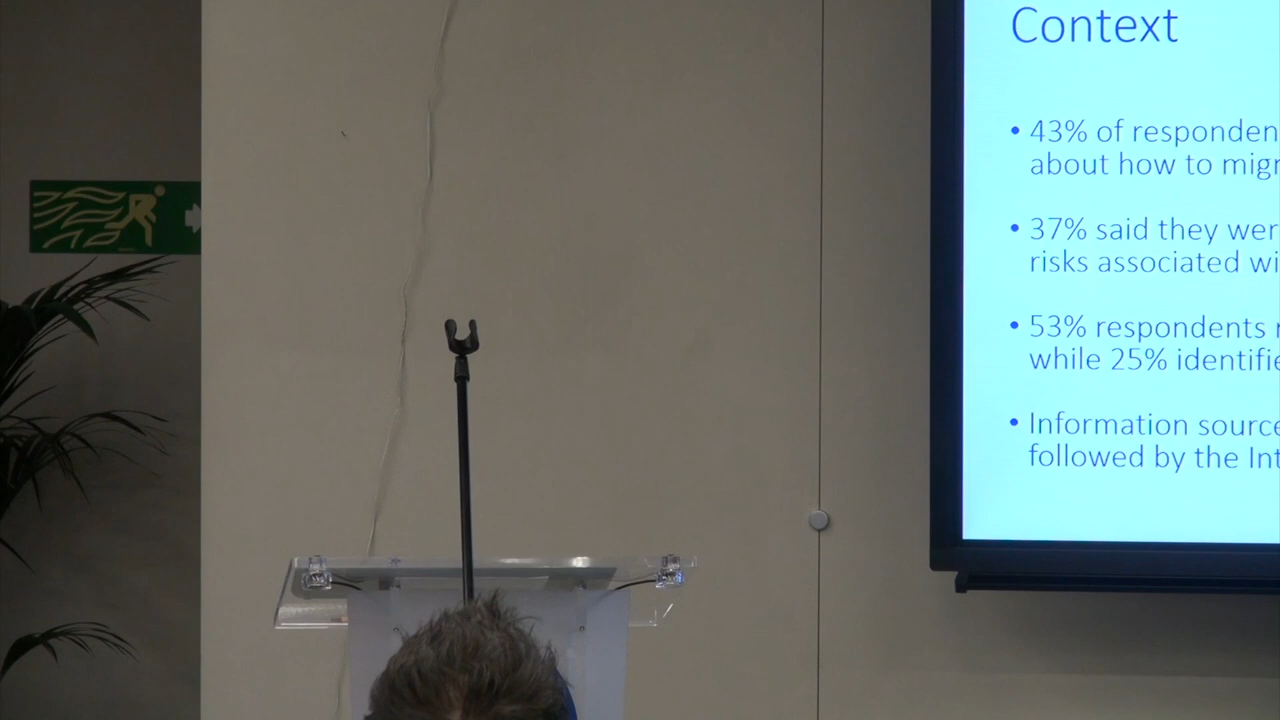 Context
• 43% of responden
about how to migr
• 37% said they wer
risks associated wi
• 53% respondents
while 25% identifie
• Information source
followed by the Int